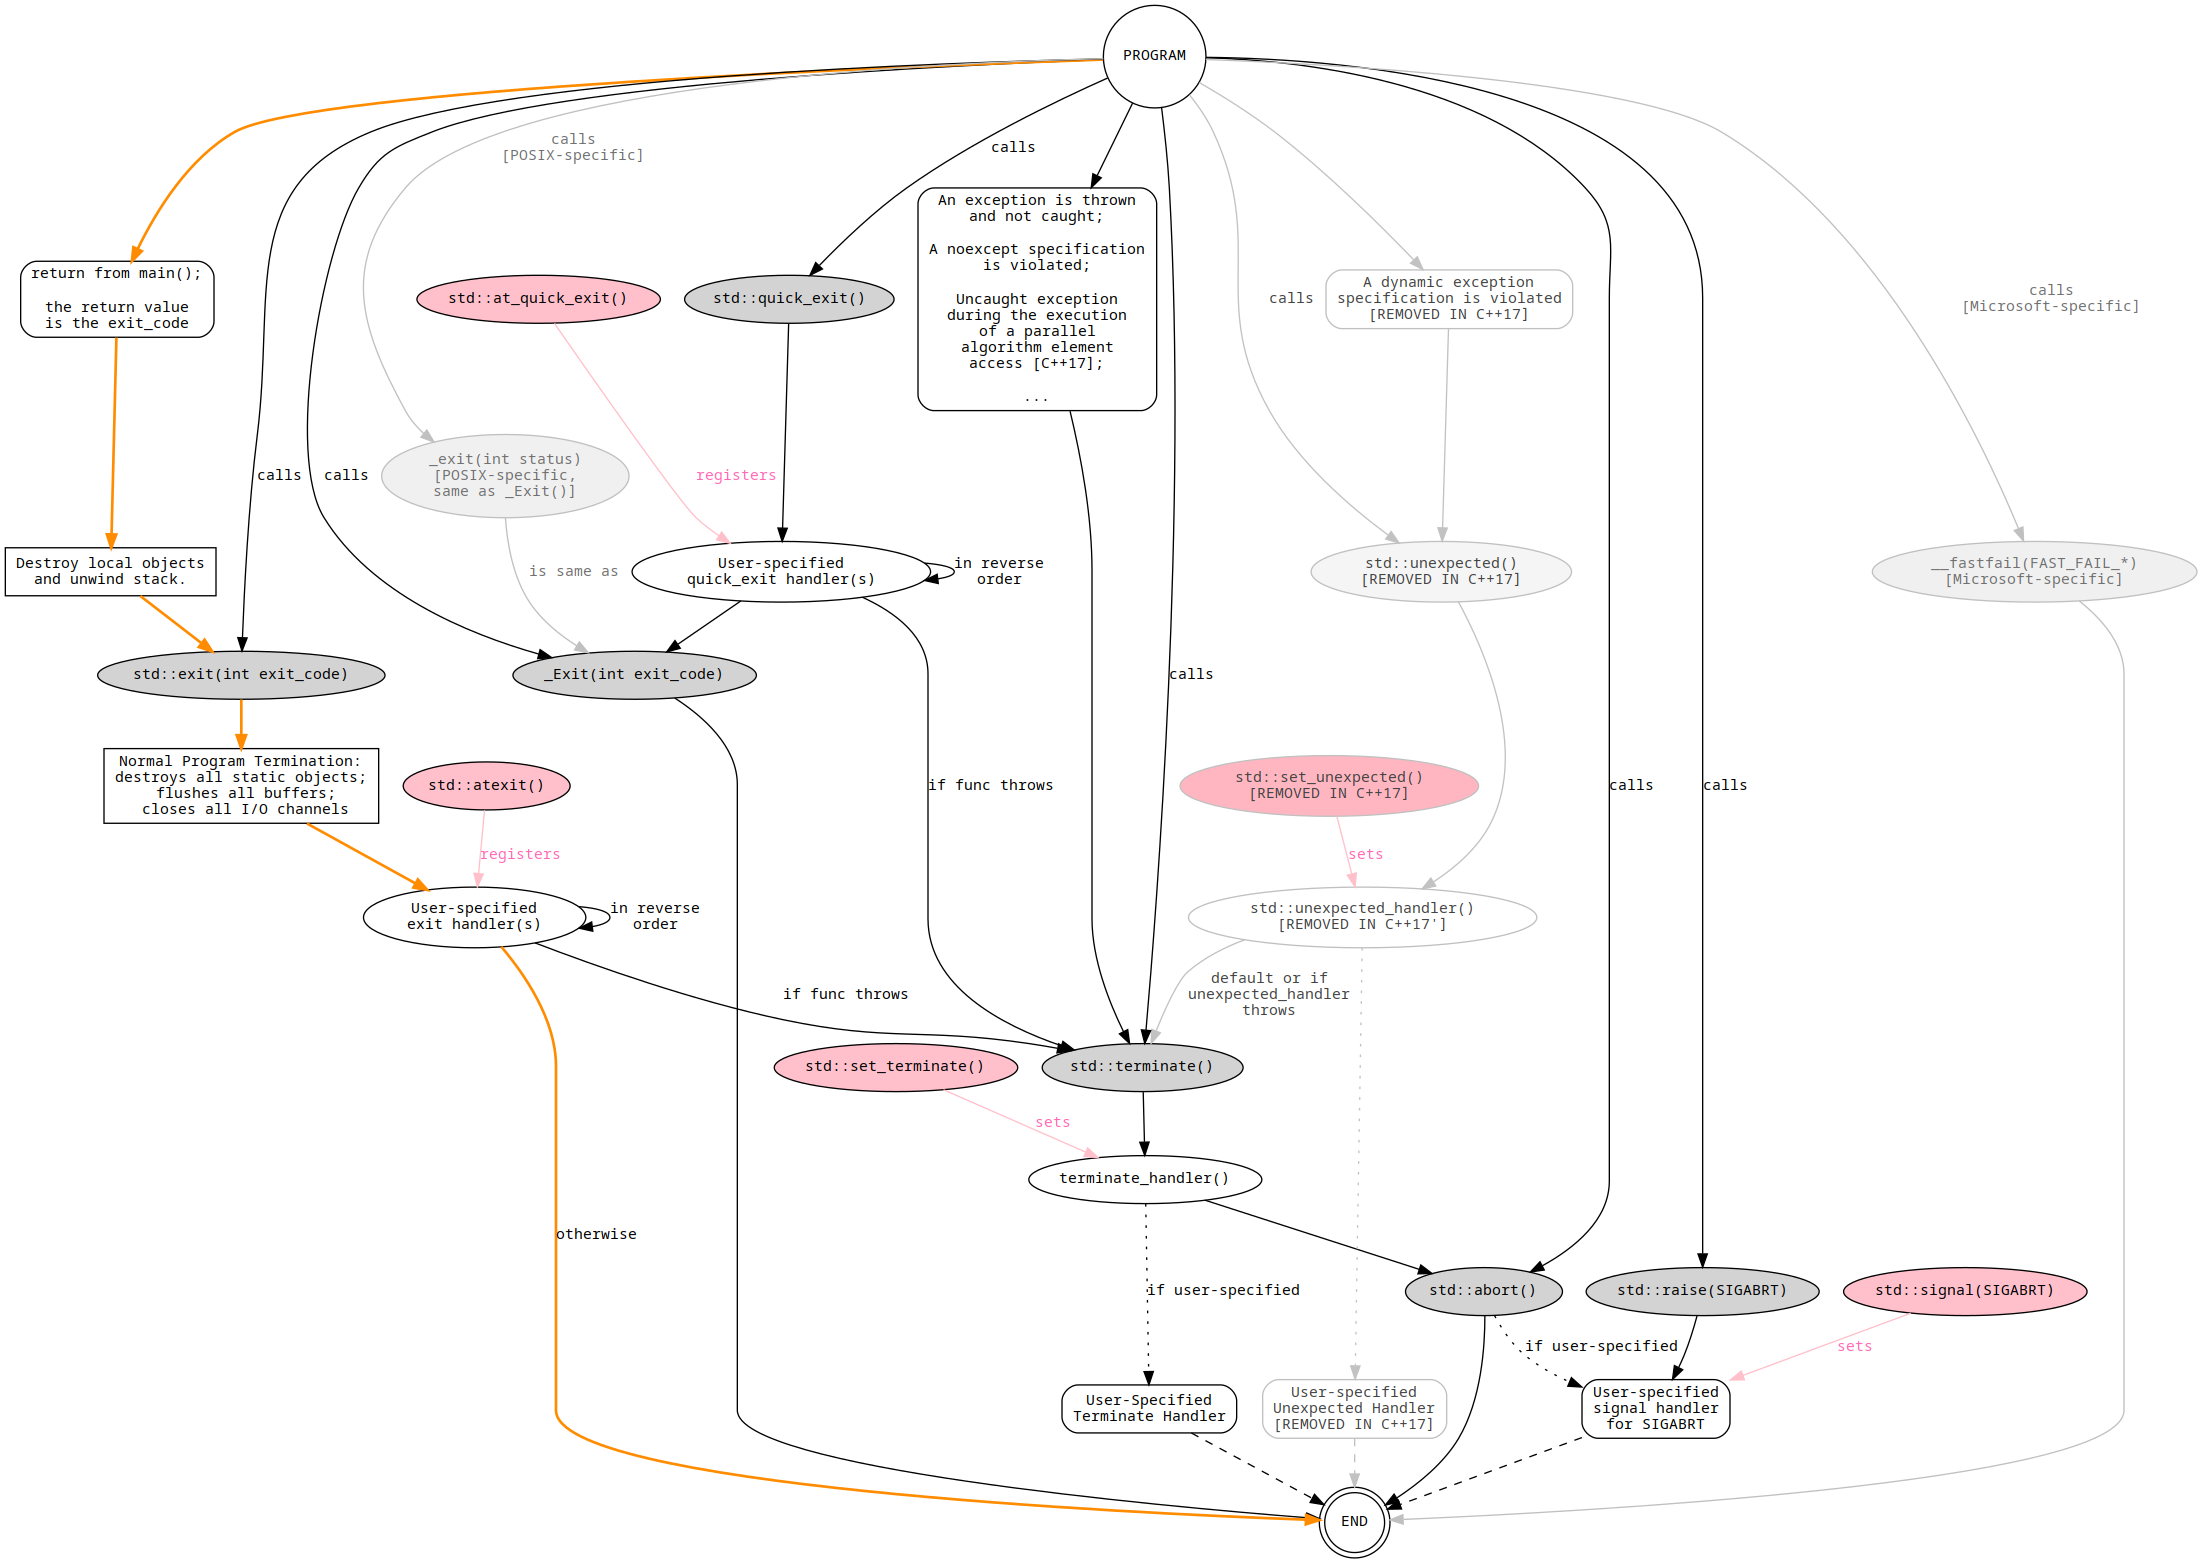 PROGRAM
calls
[POSIX-specific]
calls
An exception is thrown
and not caught;
A noexcept specification
is violated;
Uncaught exception
during the execution
of a parallel
algorithm element
access [C++17];
...
return from main();
the return value
is the exit_code
std::at_quick_exit()
std::quick_exit()
calls
A dynamic exception
specification is violated
[REMOVED IN C++17]
calls
[Microsoft-specific]
calls
calls
_exit(int status)
[POSIX-specific,
same as _Exit()]
registers
Destroy local objects
and unwind stack.
is same as
User-specified
quick_exit handler(s)
in reverse
order
std::unexpected()
[REMOVED IN C++17]
__fastfail(FAST_FAIL_*)
[Microsoft-specific]
std::exit(int exit_code)
_Exit(int exit_code)
calls
Normal Program Termination:
destroys all static objects;
flushes all buffers;
closes all I/O channels
std::atexit()
if func throws
std::set_unexpected()
[REMOVED IN C++17]
calls
calls
registers
sets
User-specified
exit handler(s)
in reverse
order
std::unexpected_handler()
[REMOVED IN C++17']
if func throws
default or if
unexpected_handler
throws
std::set_terminate()
std::terminate()
sets
terminate_handler()
otherwise
if user-specified
std::abort()
std::raise(SIGABRT)
std::signal(SIGABRT)
if user-specified
sets
User-Specified
Terminate Handler
User-specified
Unexpected Handler
[REMOVED IN C++17]
User-specified
signal handler
for SIGABRT
END